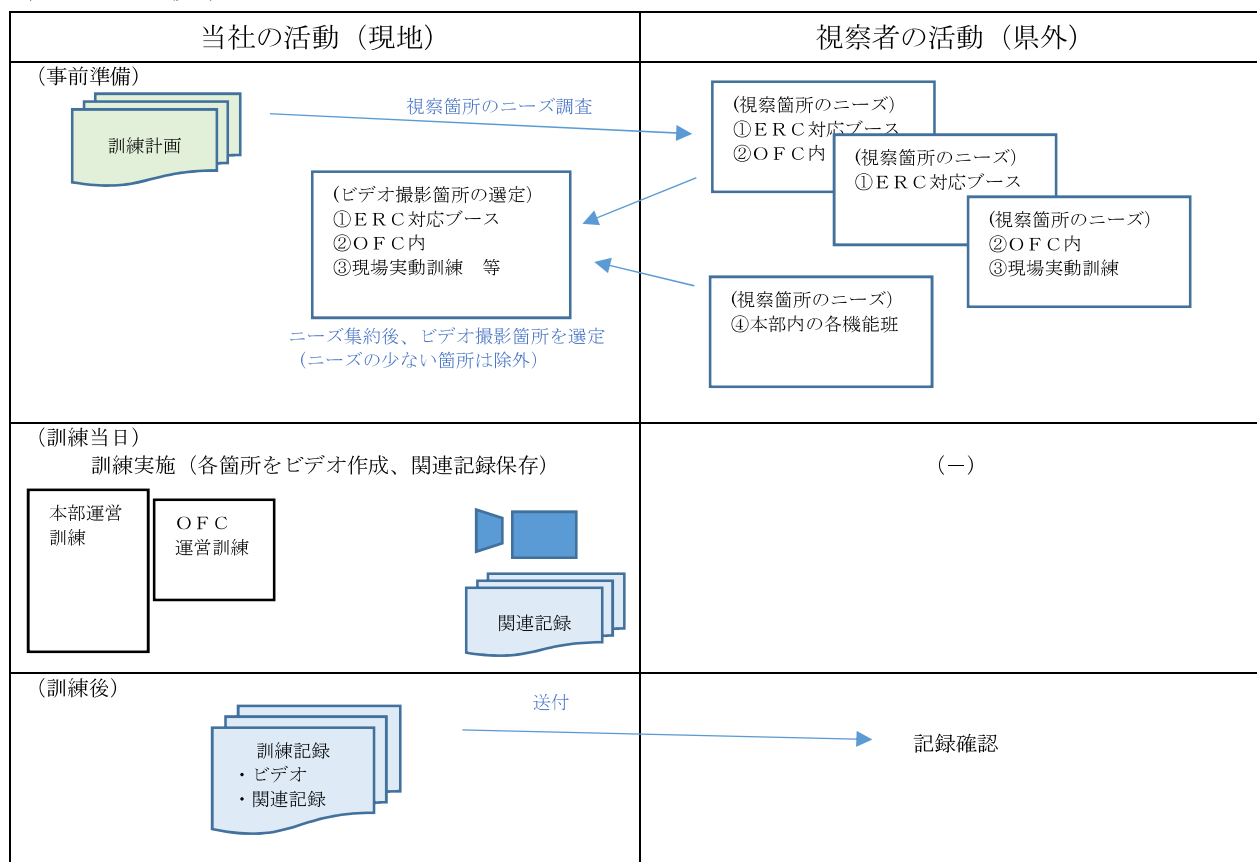 当社の活動（現地）
視察者の活動（県外）
（事前準備）
訓練計画
視察箇所のニーズ調査
(ビデオ撮影箇所の選定)
①ＥＲＣ対応ブース
②ＯＦＣ内
③現場実動訓練　等
ニーズ集約後、ビデオ撮影箇所を選定
（ニーズの少ない箇所は除外）
(視察箇所のニーズ)
①ＥＲＣ対応ブース
②ＯＦＣ内
(視察箇所のニーズ)
①ＥＲＣ対応ブース
(視察箇所のニーズ)
②ＯＦＣ内
③現場実動訓練
(視察箇所のニーズ)
④本部内の各機能班
（訓練当日）
訓練実施（各箇所をビデオ作成、関連記録保存）
（－）
本部運営
訓練
ＯＦＣ
運営訓練
関連記録
（訓練後）
送付
訓練記録
・ビデオ
・関連記録
記録確認